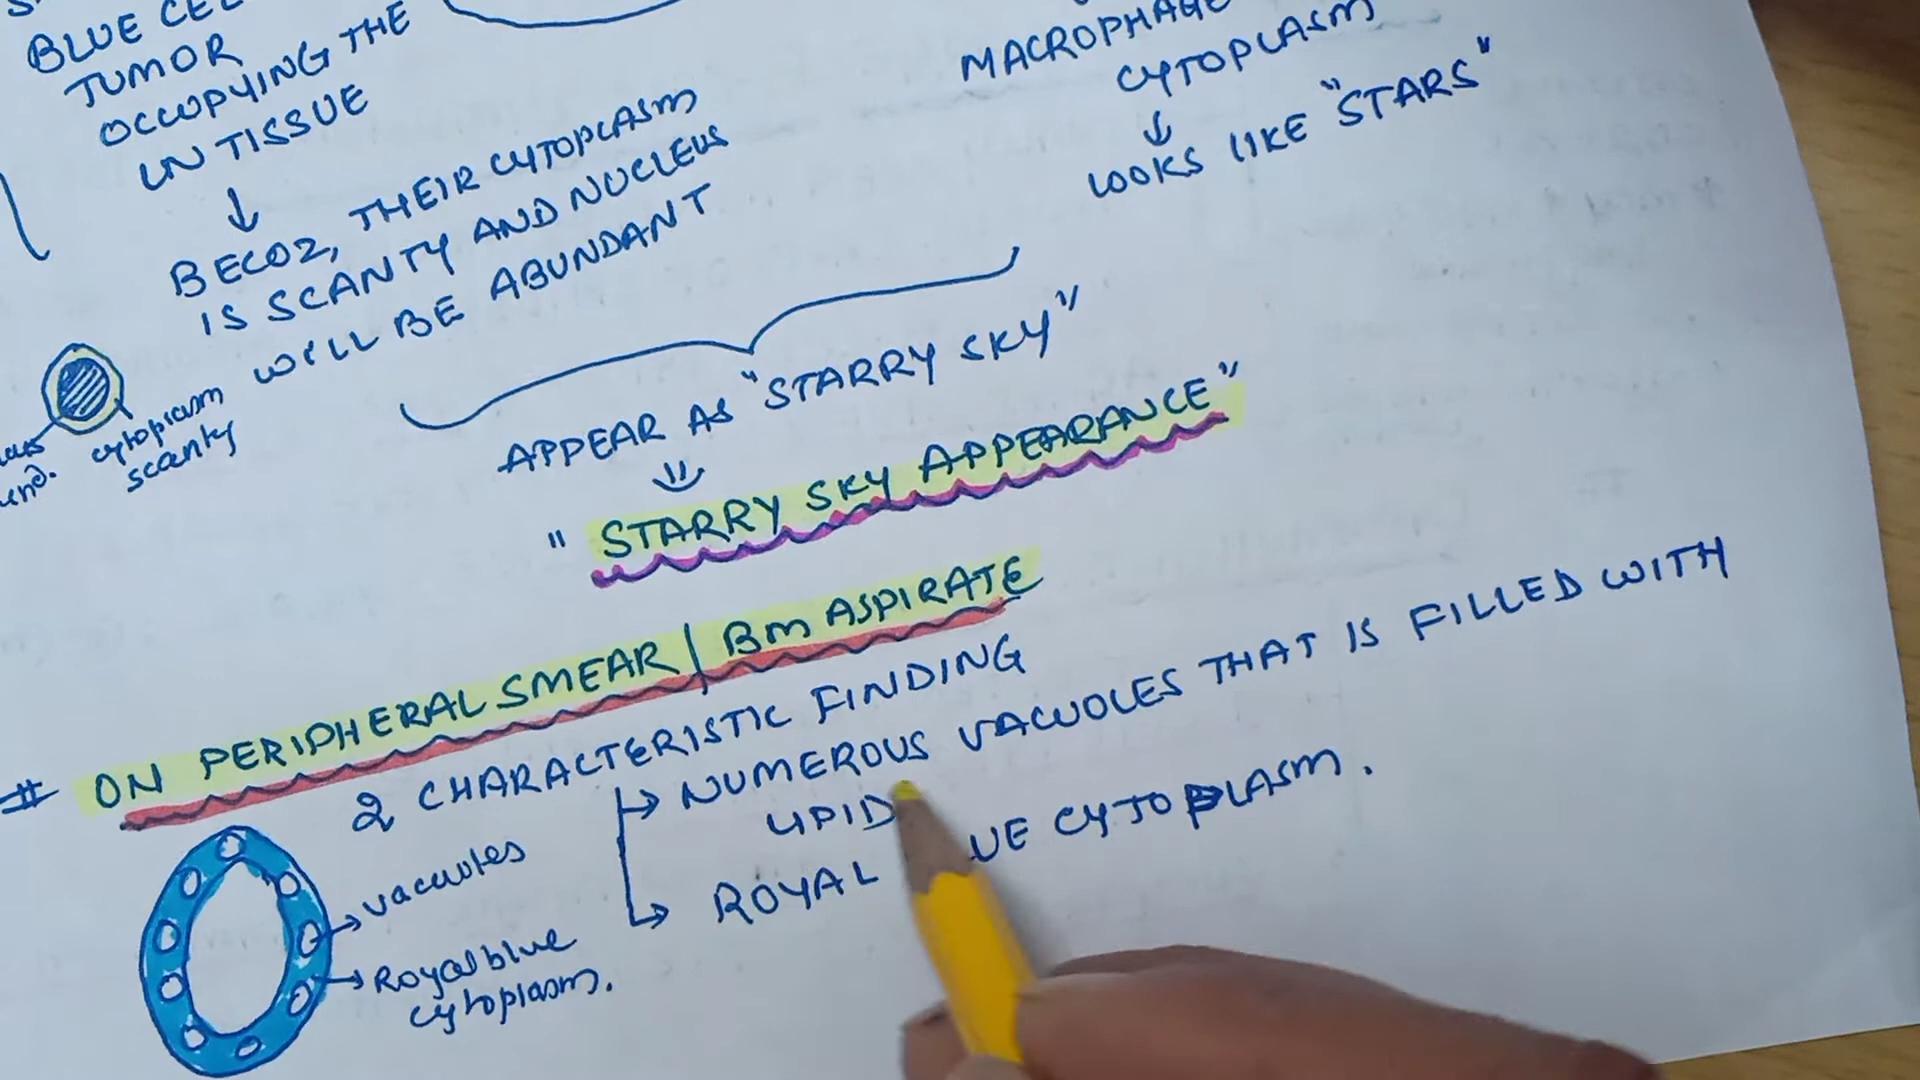 BLUE CEL
TUMOR
OCCUPYING THE
IN TISSUE
↓
BECOZ, THEIR CYTOPLASM
IS SCANTY AND NUCLEUS
WILL BE ABUNDANT
cytoplasm
scanty
MACROPHAGE
CYTOPLASM
↓
LOOKS LIKE "STARS"
APPEAR AS "STARRY SKY"
"STARRY SKY APPEARANCE"
# ON PERIPHERAL SMEAR | BM ASPIRATE
2 CHARACTERISTIC FINDING
→ NUMEROUS VACUOLES THAT IS FILLED WITH
LIPID
→ ROYAL UE CYTOPLASM.
→ vacuoles
→ Royal blue
cytoplasm.